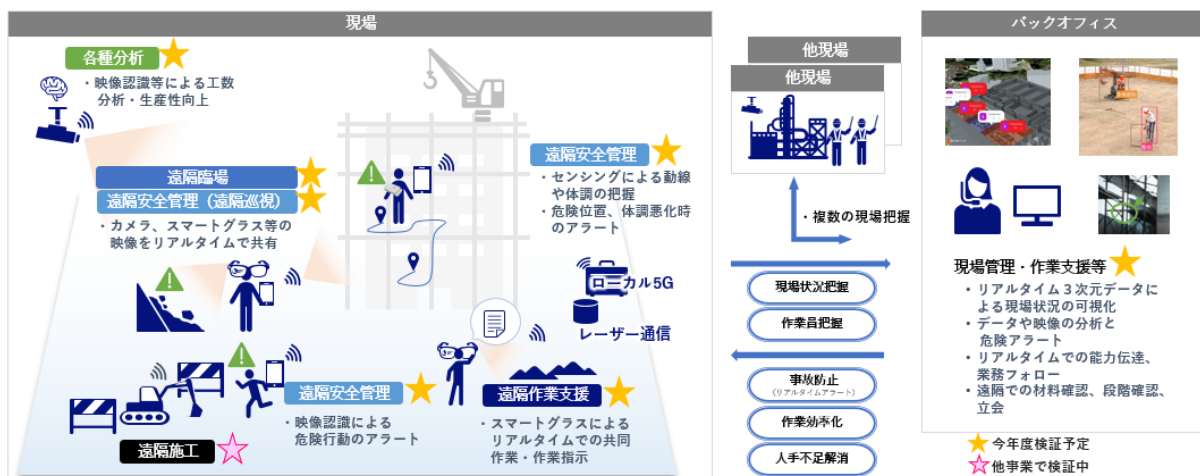 現場
各種分析
・映像認識等による工数
分析・生産性向上
遠隔臨場
遠隔安全管理（遠隔巡視）
・カメラ、スマートグラス等の
映像をリアルタイムで共有
遠隔安全管理
・センシングによる動線
や体調の把握
・危険位置、体調悪化時
のアラート
ローカル5G
レーザー通信
遠隔施工
遠隔安全管理
・映像認識による
危険行動のアラート
遠隔作業支援
・スマートグラスによる
リアルタイムでの共同
作業・作業指示
他現場
他現場
・複数の現場把握
現場状況把握
作業員把握
事故防止
（リアルタイムアラート）
作業効率化
人手不足解消
バックオフィス
現場管理・作業支援等
・リアルタイム３次元データに
よる現場状況の可視化
・データや映像の分析と
危険アラート
・リアルタイムでの能力伝達、
業務フォロー
・遠隔での材料確認、段階確認、
立会
今年度検証予定
他事業で検証中